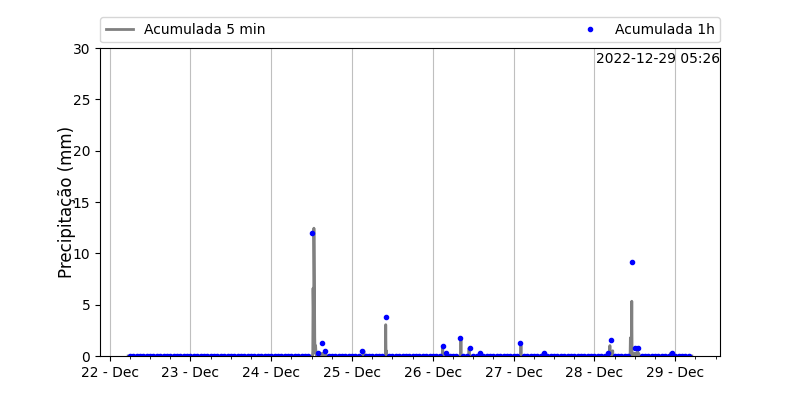 Acumulada 5 min
Acumulada 1h
2022-12-29 05:26
Precipitação (mm)
30
25
20
15
10
5
0
22 - Dec
23 - Dec
24 - Dec
25 - Dec
26 - Dec
27 - Dec
28 - Dec
29 - Dec